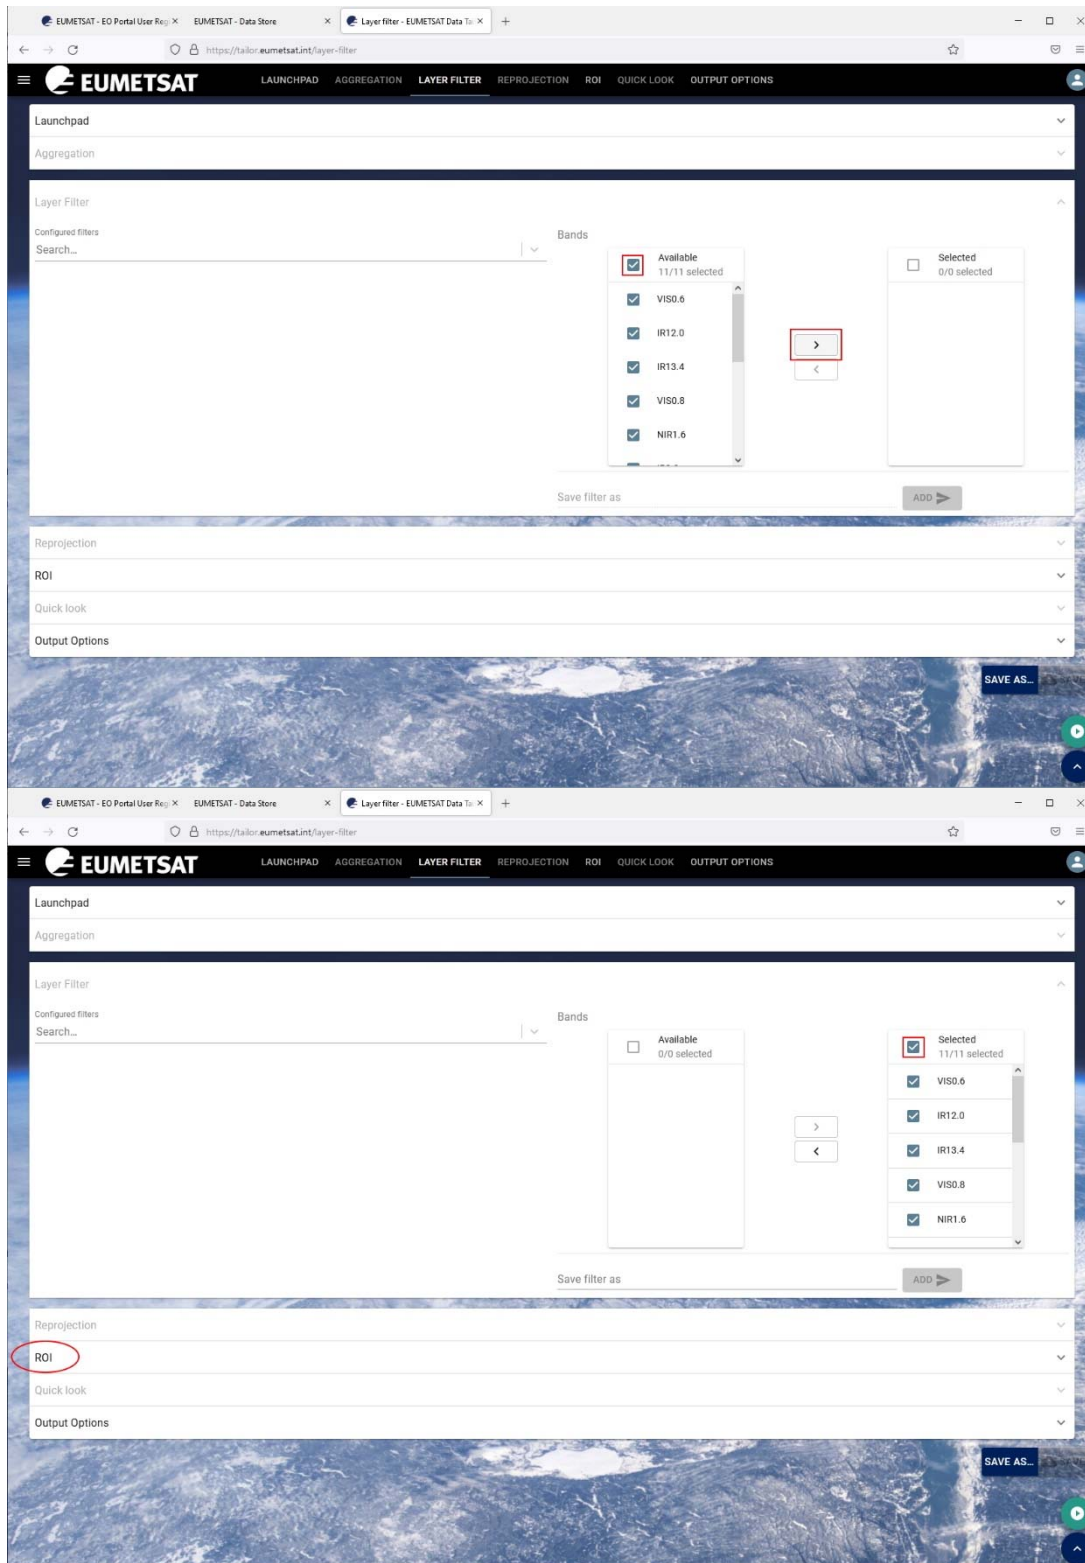 EUMETSAT - EO Portal User Regi
EUMETSAT - Data Store
Layer filter - EUMETSAT Data Tai
https://tailor.eumetsat.int/layer-filter
EUMETSAT
LAUNCHPAD AGGREGATION LAYER FILTER REPROJECTION ROI QUICK LOOK OUTPUT OPTIONS
Launchpad
Aggregation
Layer Filter
Configured filters
Search...
Bands
Available
11/11 selected
VIS0.6
IR12.0
IR13.4
VIS0.8
NIR1.6
Selected
0/0 selected
Save filter as
ADD
Reprojection
ROI
Quick look
Output Options
SAVE AS...
EUMETSAT - EO Portal User Regi
EUMETSAT - Data Store
Layer filter - EUMETSAT Data Tai
https://tailor.eumetsat.int/layer-filter
EUMETSAT
LAUNCHPAD AGGREGATION LAYER FILTER REPROJECTION ROI QUICK LOOK OUTPUT OPTIONS
Launchpad
Aggregation
Layer Filter
Configured filters
Search...
Bands
Available
0/0 selected
Selected
11/11 selected
VIS0.6
IR12.0
IR13.4
VIS0.8
NIR1.6
Save filter as
ADD
Reprojection
ROI
Quick look
Output Options
SAVE AS...